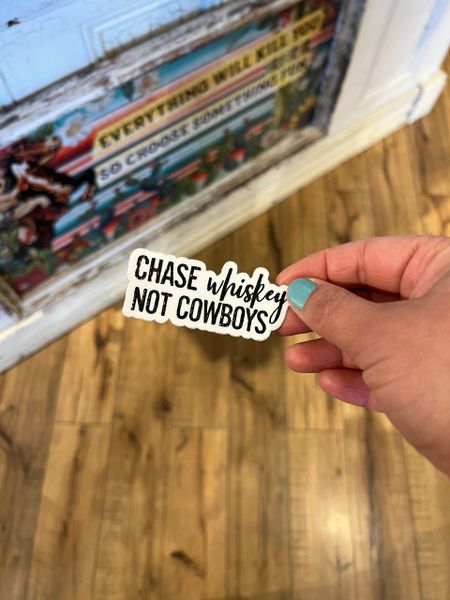 EVERYTHING WILL KILL YOU
SO CHOOSE SOMETHING FUN
CHASE whiskey
NOT COWBOYS